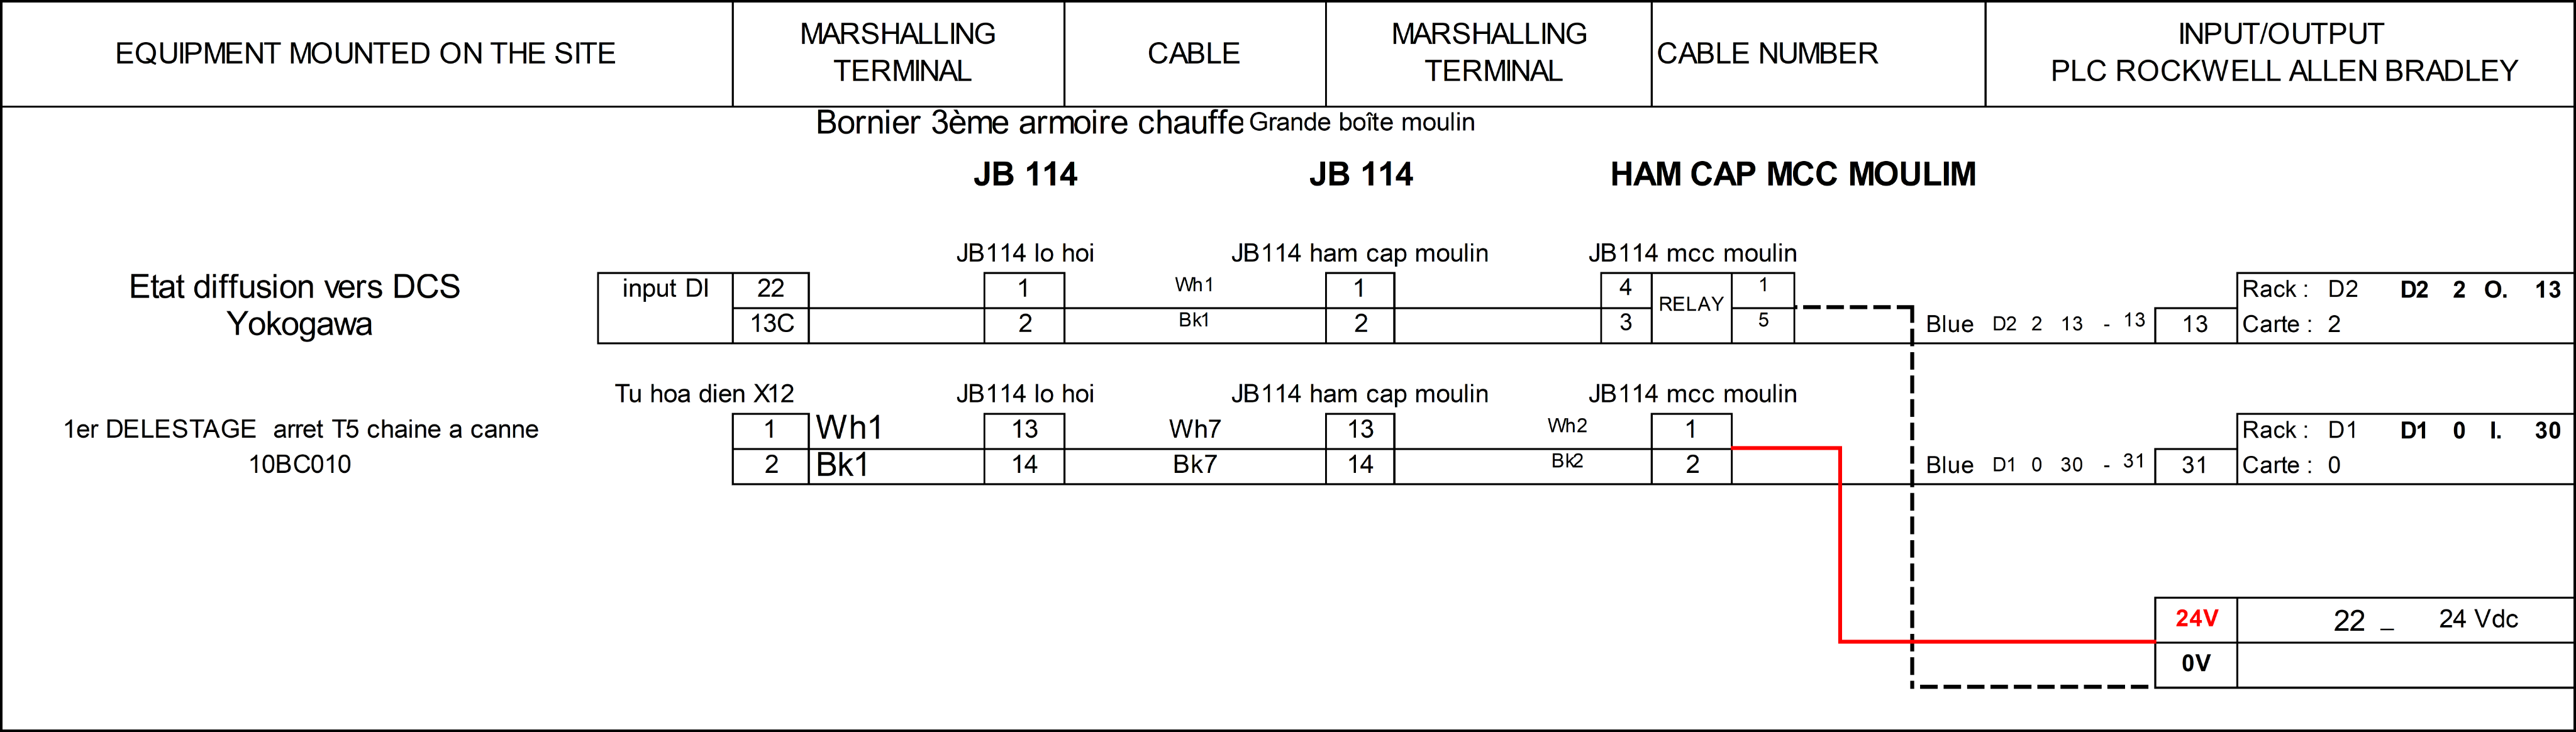 EQUIPMENT MOUNTED ON THE SITE
MARSHALLING
TERMINAL
CABLE
MARSHALLING
TERMINAL
CABLE NUMBER
INPUT/OUTPUT
PLC ROCKWELL ALLEN BRADLEY
Bornier 3ème armoire chauffe Grande boîte moulin
JB 114 JB 114 HAM CAP MCC MOULIM
JB114 lo hoi JB114 ham cap moulin JB114 mcc moulin
Etat diffusion vers DCS input DI 22 1 Wh1 1 4 RELAY 1 Rack : D2 D2 2 O. 13
Yokogawa 13C 2 Bk1 2 3 5 Blue D2 2 13 - 13 13 Carte : 2
Tu hoa dien X12 JB114 lo hoi JB114 ham cap moulin JB114 mcc moulin
1er DELESTAGE arret T5 chaine a canne 1 Wh1 13 Wh7 13 Wh2 1 Rack : D1 D1 0 I. 30
10BC010 2 Bk1 14 Bk7 14 Bk2 2 Blue D1 0 30 - 31 31 Carte : 0
24V 22 _ 24 Vdc
0V